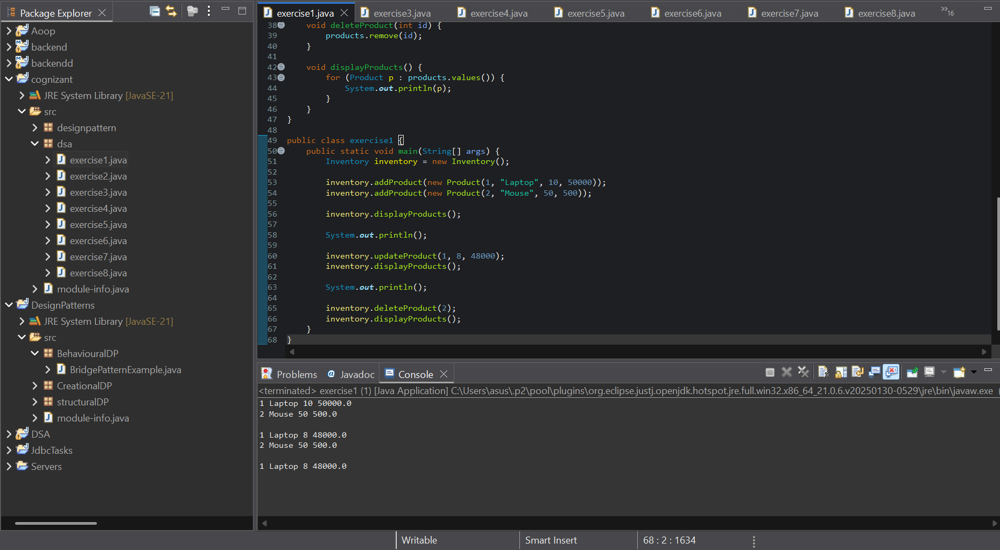 Package Explorer
Aoop
backend
backendd
cognizant
JRE System Library [JavaSE-21]
src
designpattern
dsa
exercise1.java
exercise2.java
exercise3.java
exercise4.java
exercise5.java
exercise6.java
exercise7.java
exercise8.java
module-info.java
DesignPatterns
JRE System Library [JavaSE-21]
src
BehaviouralDP
BridgePatternExample.java
CreationalDP
structuralDP
module-info.java
DSA
JdbcTasks
Servers
exercise1.java exercise3.java exercise4.java exercise5.java exercise6.java exercise7.java exercise8.java »16
38 void deleteProduct(int id) {
39 products.remove(id);
40 }
41
42 void displayProducts() {
43 for (Product p : products.values()) {
44 System.out.println(p);
45 }
46 }
47 }
48
49 public class exercise1 {
50 public static void main(String[] args) {
51 Inventory inventory = new Inventory();
52
53 inventory.addProduct(new Product(1, "Laptop", 10, 50000));
54 inventory.addProduct(new Product(2, "Mouse", 50, 500));
55
56 inventory.displayProducts();
57
58 System.out.println();
59
60 inventory.updateProduct(1, 8, 48000);
61 inventory.displayProducts();
62
63 System.out.println();
64
65 inventory.deleteProduct(2);
66 inventory.displayProducts();
67 }
68 }
Problems @ Javadoc Console
<terminated> exercise1 (1) [Java Application] C:\Users\asus\.p2\pool\plugins\org.eclipse.justj.openjdk.hotspot.jre.full.win32.x86_64_21.0.6.v20250130-0529\jre\bin\javaw.exe (
1 Laptop 10 50000.0
2 Mouse 50 500.0
1 Laptop 8 48000.0
2 Mouse 50 500.0
1 Laptop 8 48000.0
Writable Smart Insert 68 : 2 : 1634